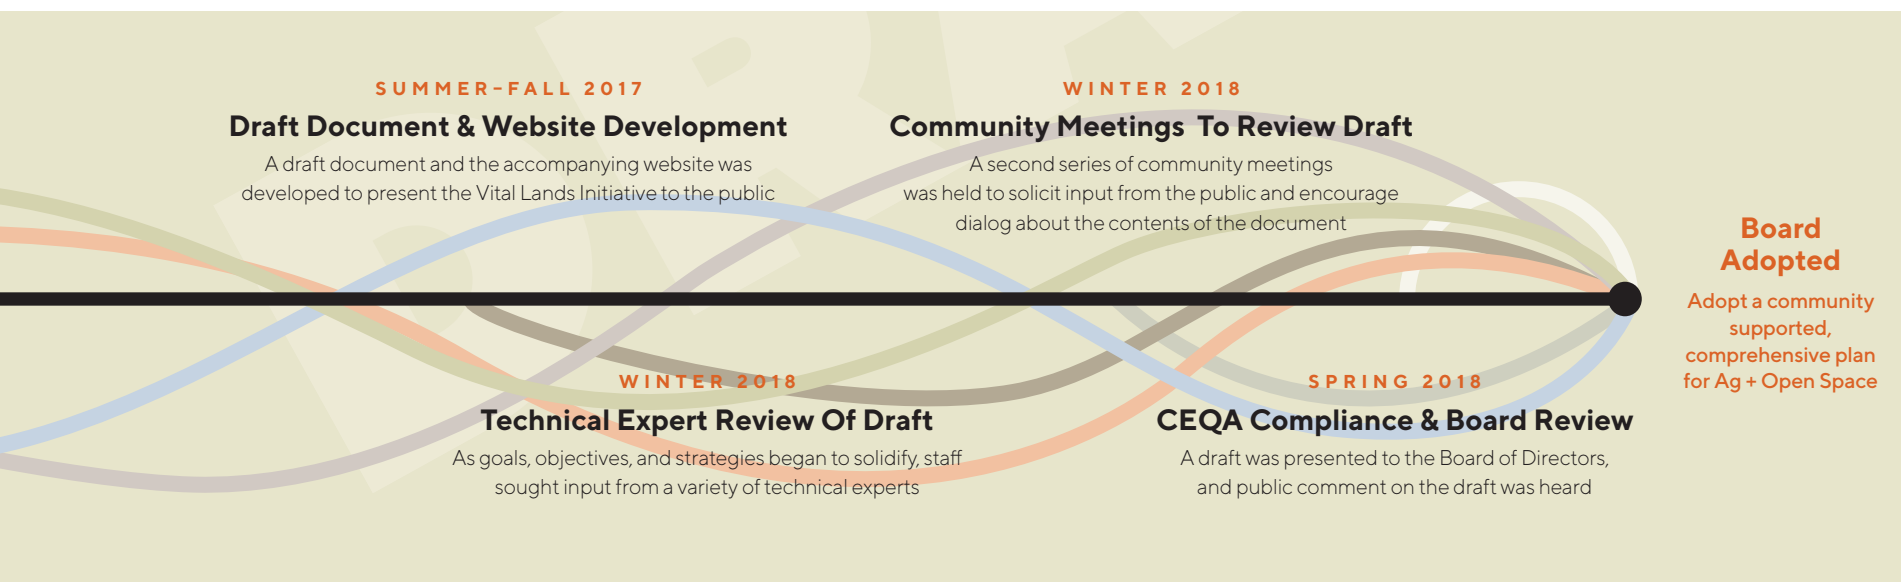 SUMMER-FALL 2017
Draft Document & Website Development
A draft document and the accompanying website was
developed to present the Vital Lands Initiative to the public
WINTER 2018
Technical Expert Review Of Draft
As goals, objectives, and strategies began to solidify, staff
sought input from a variety of technical experts
WINTER 2018
Community Meetings To Review Draft
A second series of community meetings
was held to solicit input from the public and encourage
dialog about the contents of the document
SPRING 2018
CEQA Compliance & Board Review
A draft was presented to the Board of Directors,
and public comment on the draft was heard
Board
Adopted
Adopt a community
supported,
comprehensive plan
for Ag + Open Space